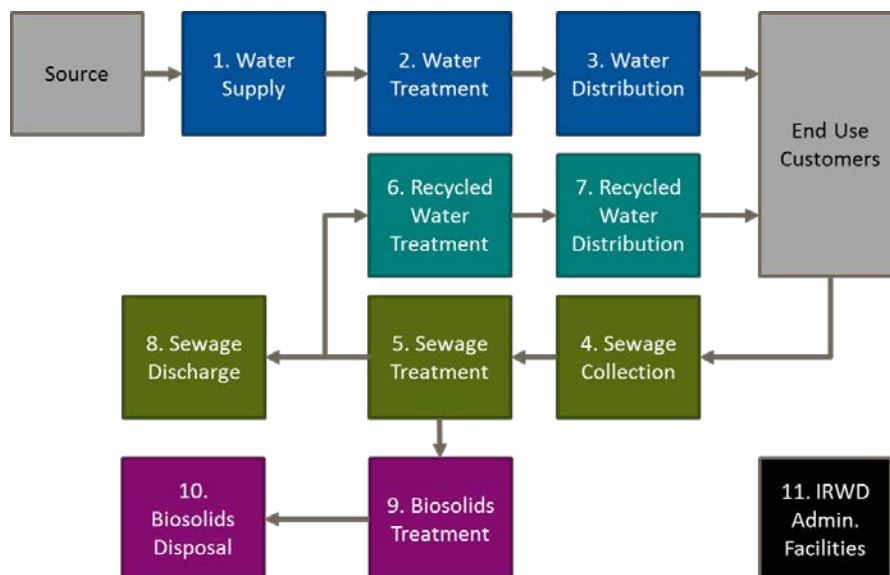 Source
1. Water
Supply
2. Water
Treatment
3. Water
Distribution
End Use
Customers
6. Recycled
Water
Treatment
7. Recycled
Water
Distribution
8. Sewage
Discharge
5. Sewage
Treatment
4. Sewage
Collection
10.
Biosolids
Disposal
9. Biosolids
Treatment
11. IRWD
Admin.
Facilities